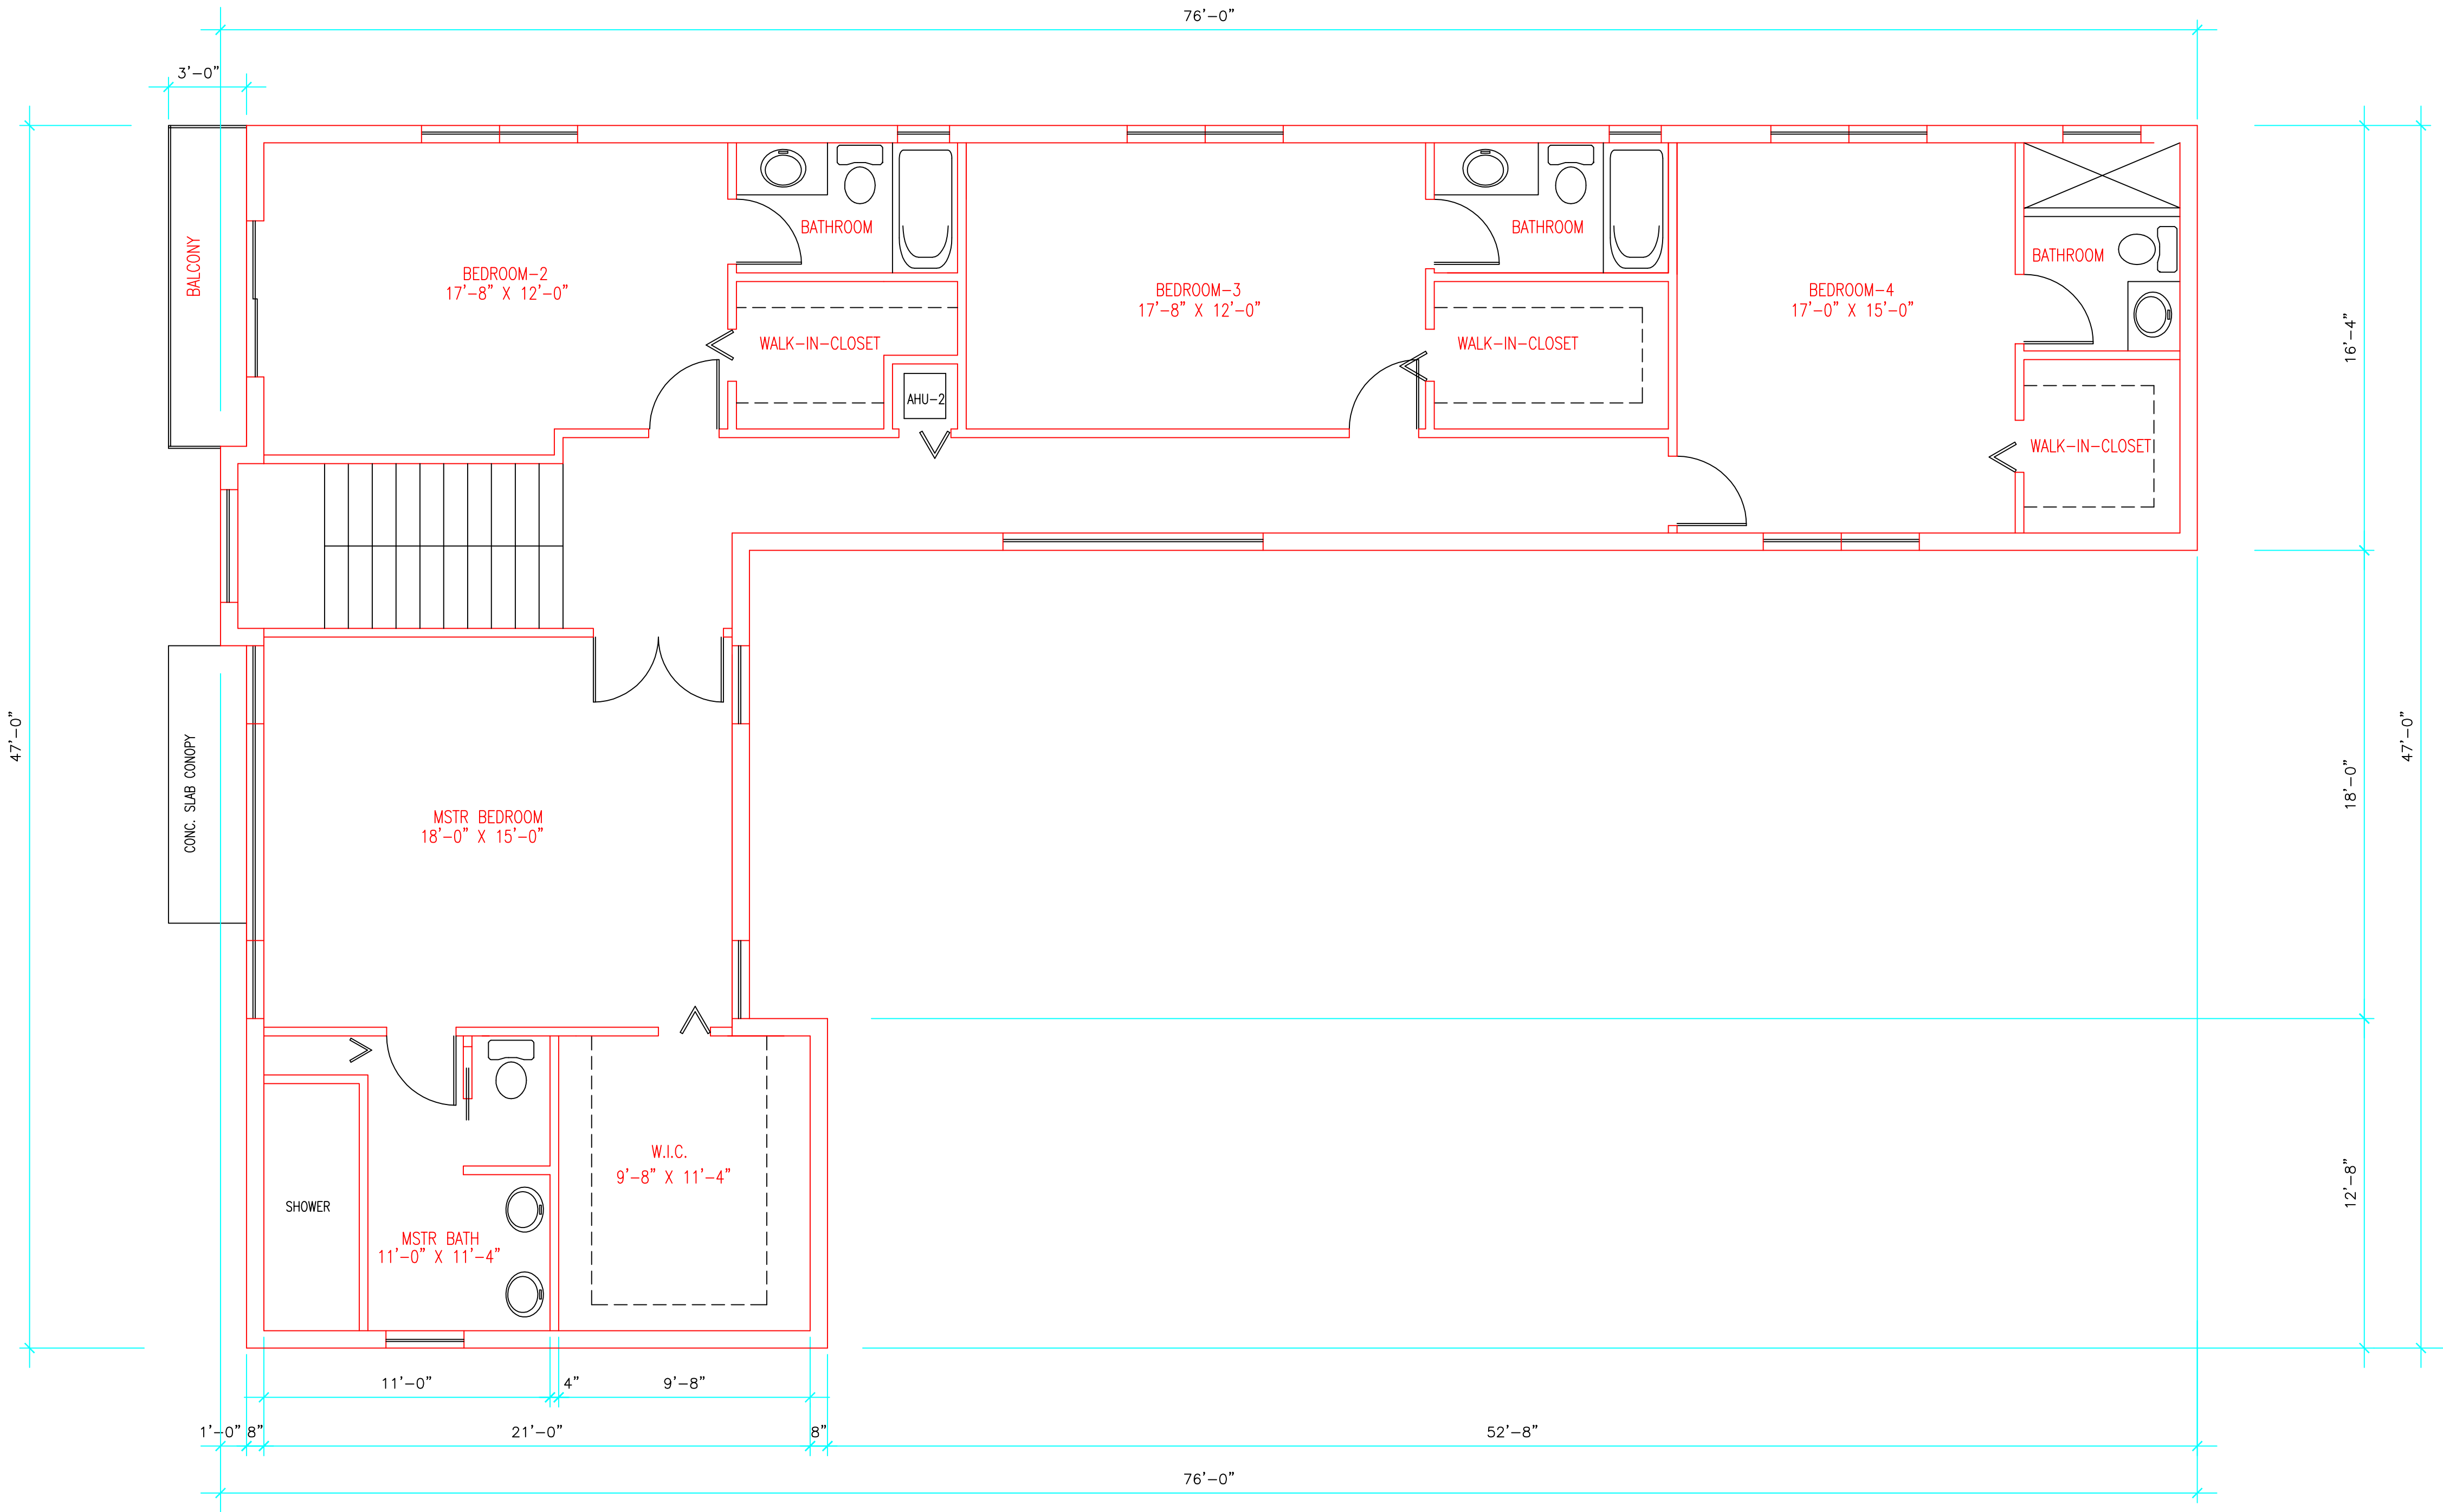 76'-0"
3'-0"
BALCONY
BEDROOM-2
17'-8" X 12'-0"
BATHROOM
WALK-IN-CLOSET
AHU-2
BEDROOM-3
17'-8" X 12'-0"
BATHROOM
WALK-IN-CLOSET
BEDROOM-4
17'-0" X 15'-0"
BATHROOM
WALK-IN-CLOSET
16'-4"
47'-0"
CONC. SLAB CONOPY
MSTR BEDROOM
18'-0" X 15'-0"
18'-0"
47'-0"
W.I.C.
9'-8" X 11'-4"
SHOWER
MSTR BATH
11'-0" X 11'-4"
12'-8"
11'-0"
4"
9'-8"
1'-0"
8"
21'-0"
8"
52'-8"
76'-0"